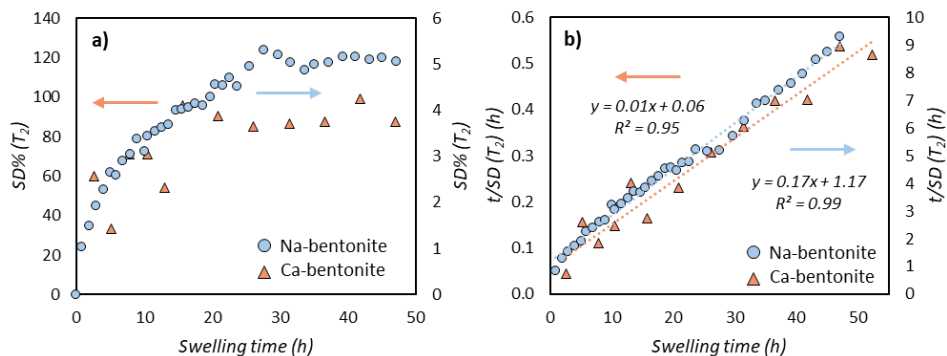 a)
SD% (T2)
140
120
100
80
60
40
20
0
6
5
4
3
2
1
0
SD% (T2)
Na-bentonite
Ca-bentonite
0 10 20 30 40 50
Swelling time (h)
b)
t/SD (T2) (h)
0.6
0.5
0.4
0.3
0.2
0.1
0.0
y = 0.01x + 0.06
R² = 0.95
y = 0.17x + 1.17
R² = 0.99
10
9
8
7
6
5
4
3
2
1
0
t/SD (T2) (h)
Na-bentonite
Ca-bentonite
0 10 20 30 40 50
Swelling time (h)